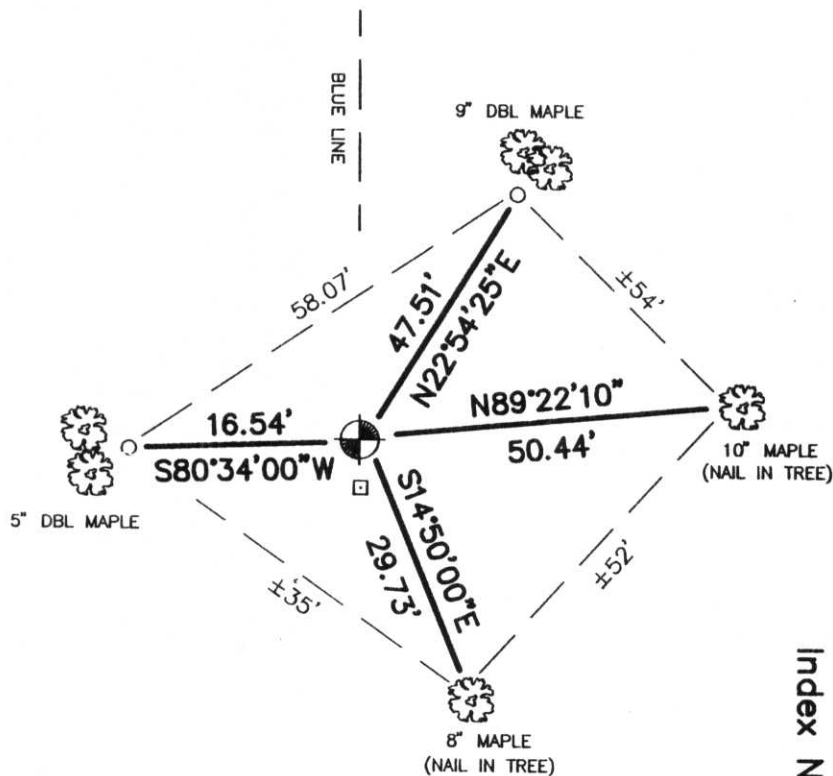 BLUE LINE
9" DBL MAPLE
58.07'
47.51'
N22°54'25"E
±54'
16.54'
S80°34'00"W
N89°22'10"
50.44'
10" MAPLE
(NAIL IN TREE)
5" DBL MAPLE
S14°50'00"E
29.73'
±35'
±52'
8" MAPLE
(NAIL IN TREE)
Index N